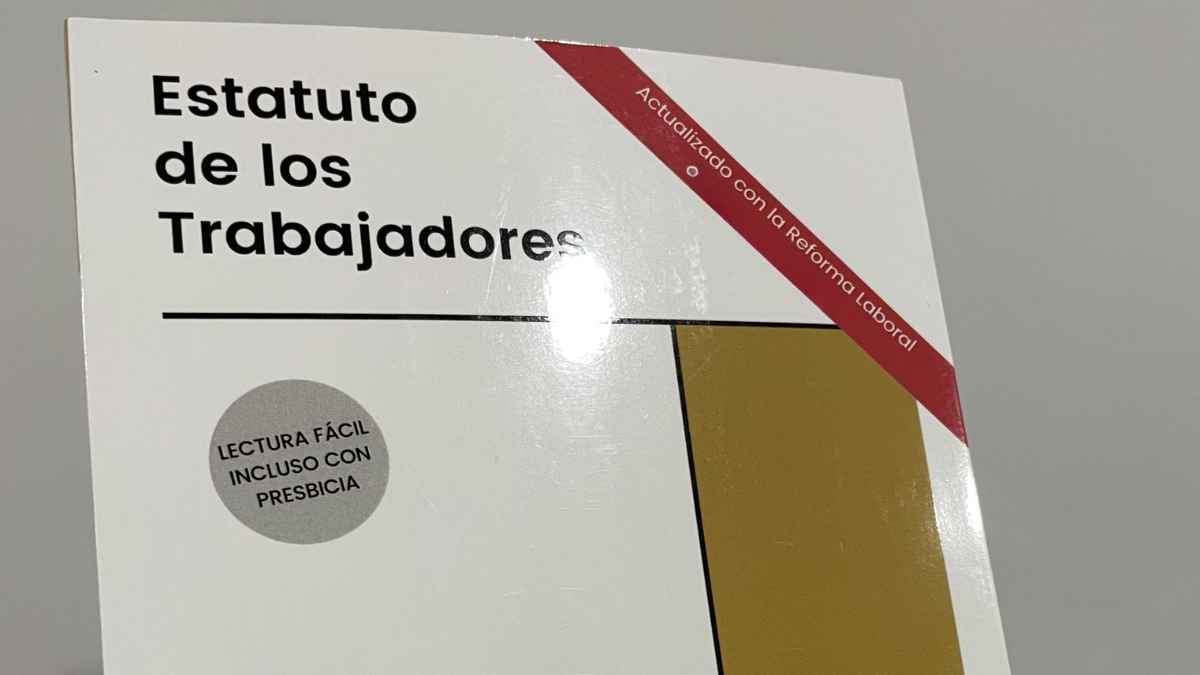 Estatuto
de los
Trabajadores
Actualizado con la Reforma Laboral
LECTURA FÁCIL
INCLUSO CON
PRESBICIA